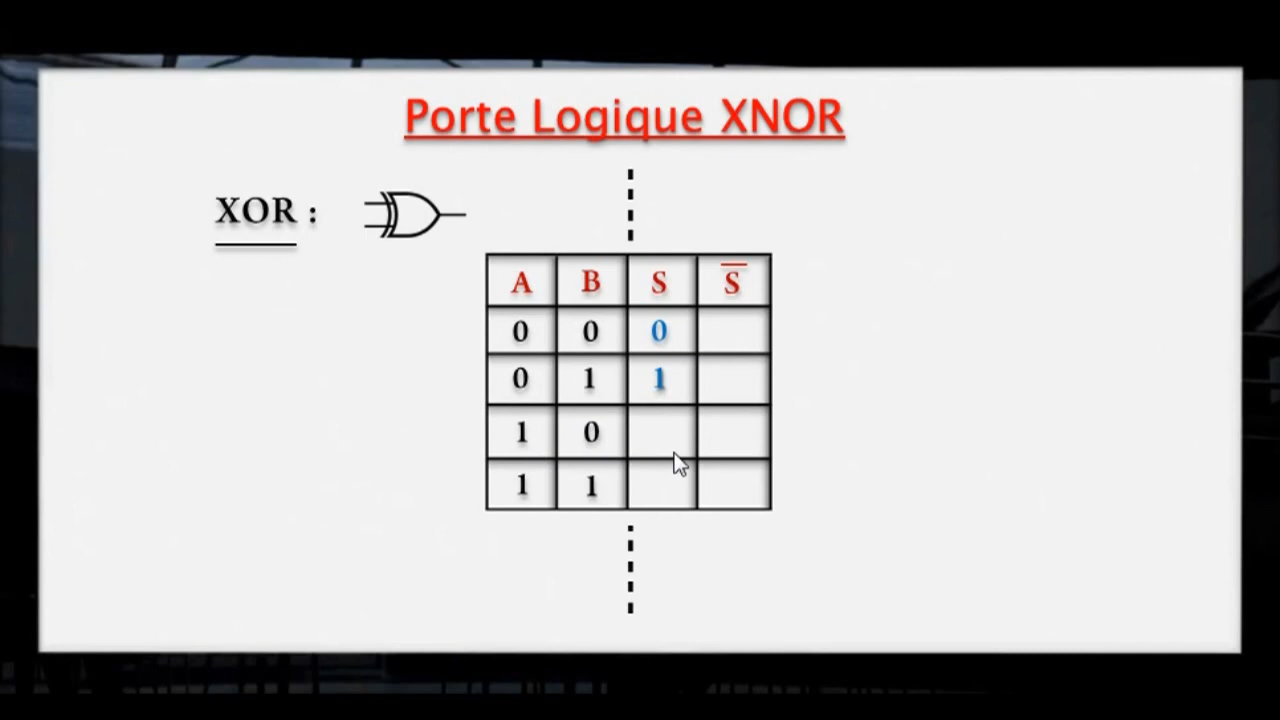 Porte Logique XNOR
XOR :
A B S S̅
0 0 0
0 1 1
1 0
1 1